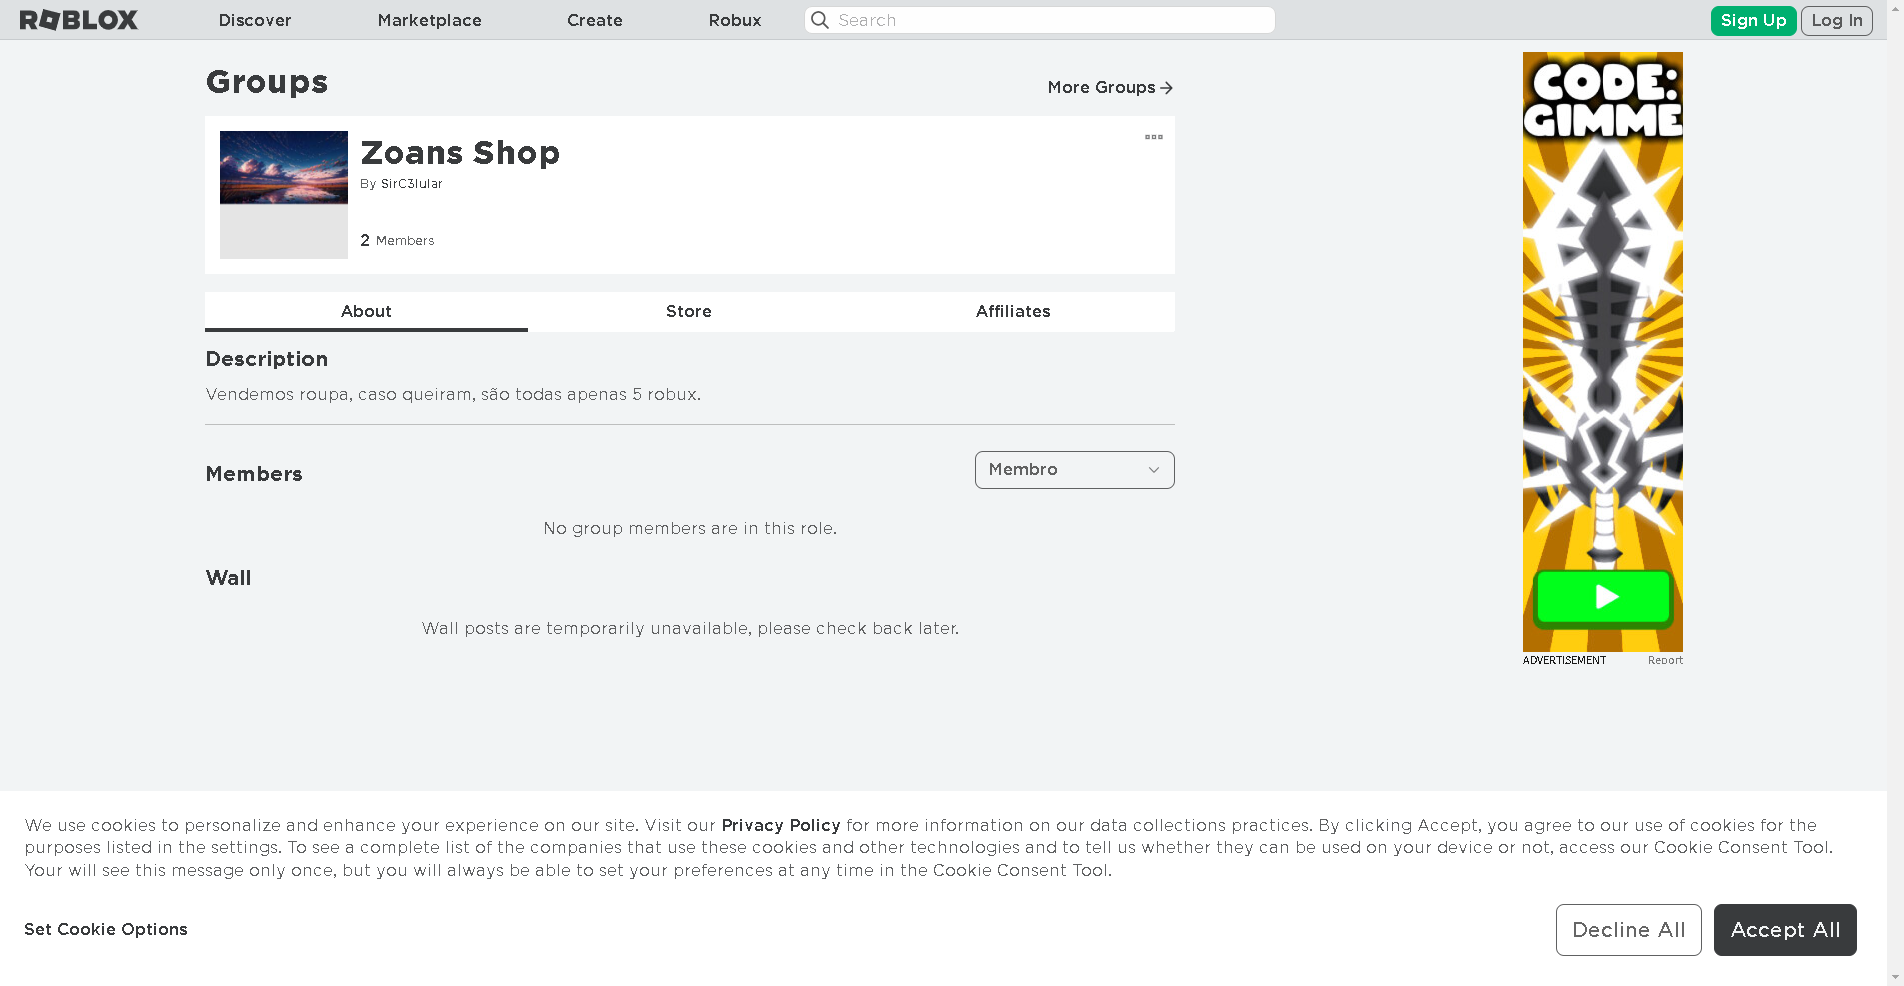 ROBLOX
Discover
Marketplace
Create
Robux
Search
Sign Up
Log In
Groups
More Groups
Zoans Shop
By SirC3lular
2 Members
About
Store
Affiliates
Description
Vendemos roupa, caso queiram, são todas apenas 5 robux.
Members
Membro
No group members are in this role.
Wall
Wall posts are temporarily unavailable, please check back later.
CODE:
GIMME
ADVERTISEMENT
Report
We use cookies to personalize and enhance your experience on our site. Visit our Privacy Policy for more information on our data collections practices. By clicking Accept, you agree to our use of cookies for the
purposes listed in the settings. To see a complete list of the companies that use these cookies and other technologies and to tell us whether they can be used on your device or not, access our Cookie Consent Tool.
Your will see this message only once, but you will always be able to set your preferences at any time in the Cookie Consent Tool.
Set Cookie Options
Decline All
Accept All